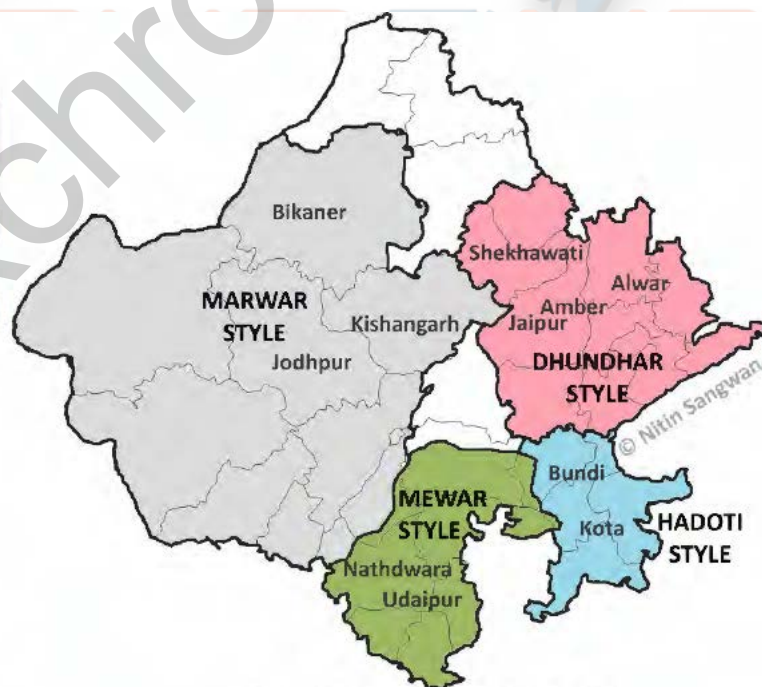 chro
Bikaner
Shekhawati
Alwar
MARWAR
STYLE
Kishangarh
Amber
Jaipur
Jodhpur
DHUNDHAR
STYLE
© Nitin Sangwan
Bundi
MEWAR
STYLE
Kota
HADOTI
STYLE
Nathdwara
Udaipur